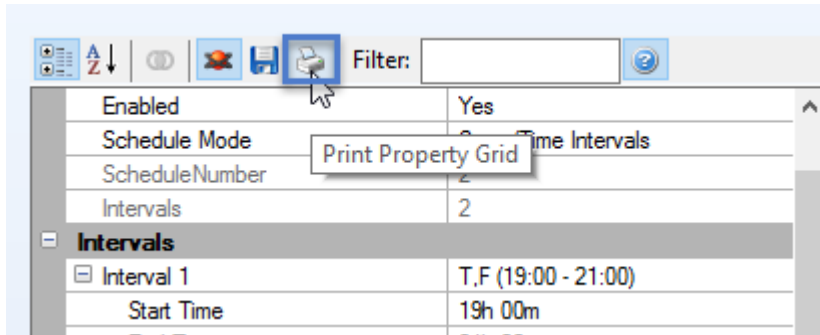 Filter:
Enabled Yes
Schedule Mode Time Intervals
Print Property Grid
ScheduleNumber 2
Intervals 2
Intervals
Interval 1 T,F (19:00 - 21:00)
Start Time 19h 00m